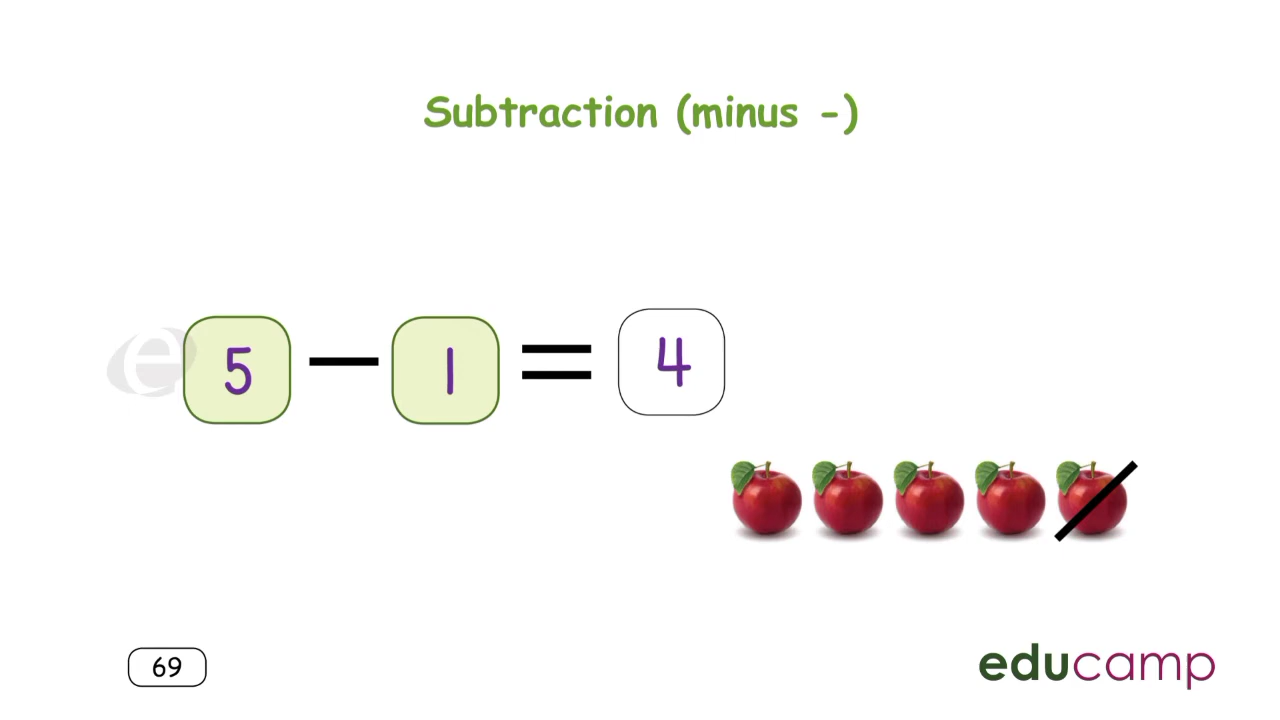 Subtraction (minus -)
5 − 1 = 4
69
educamp